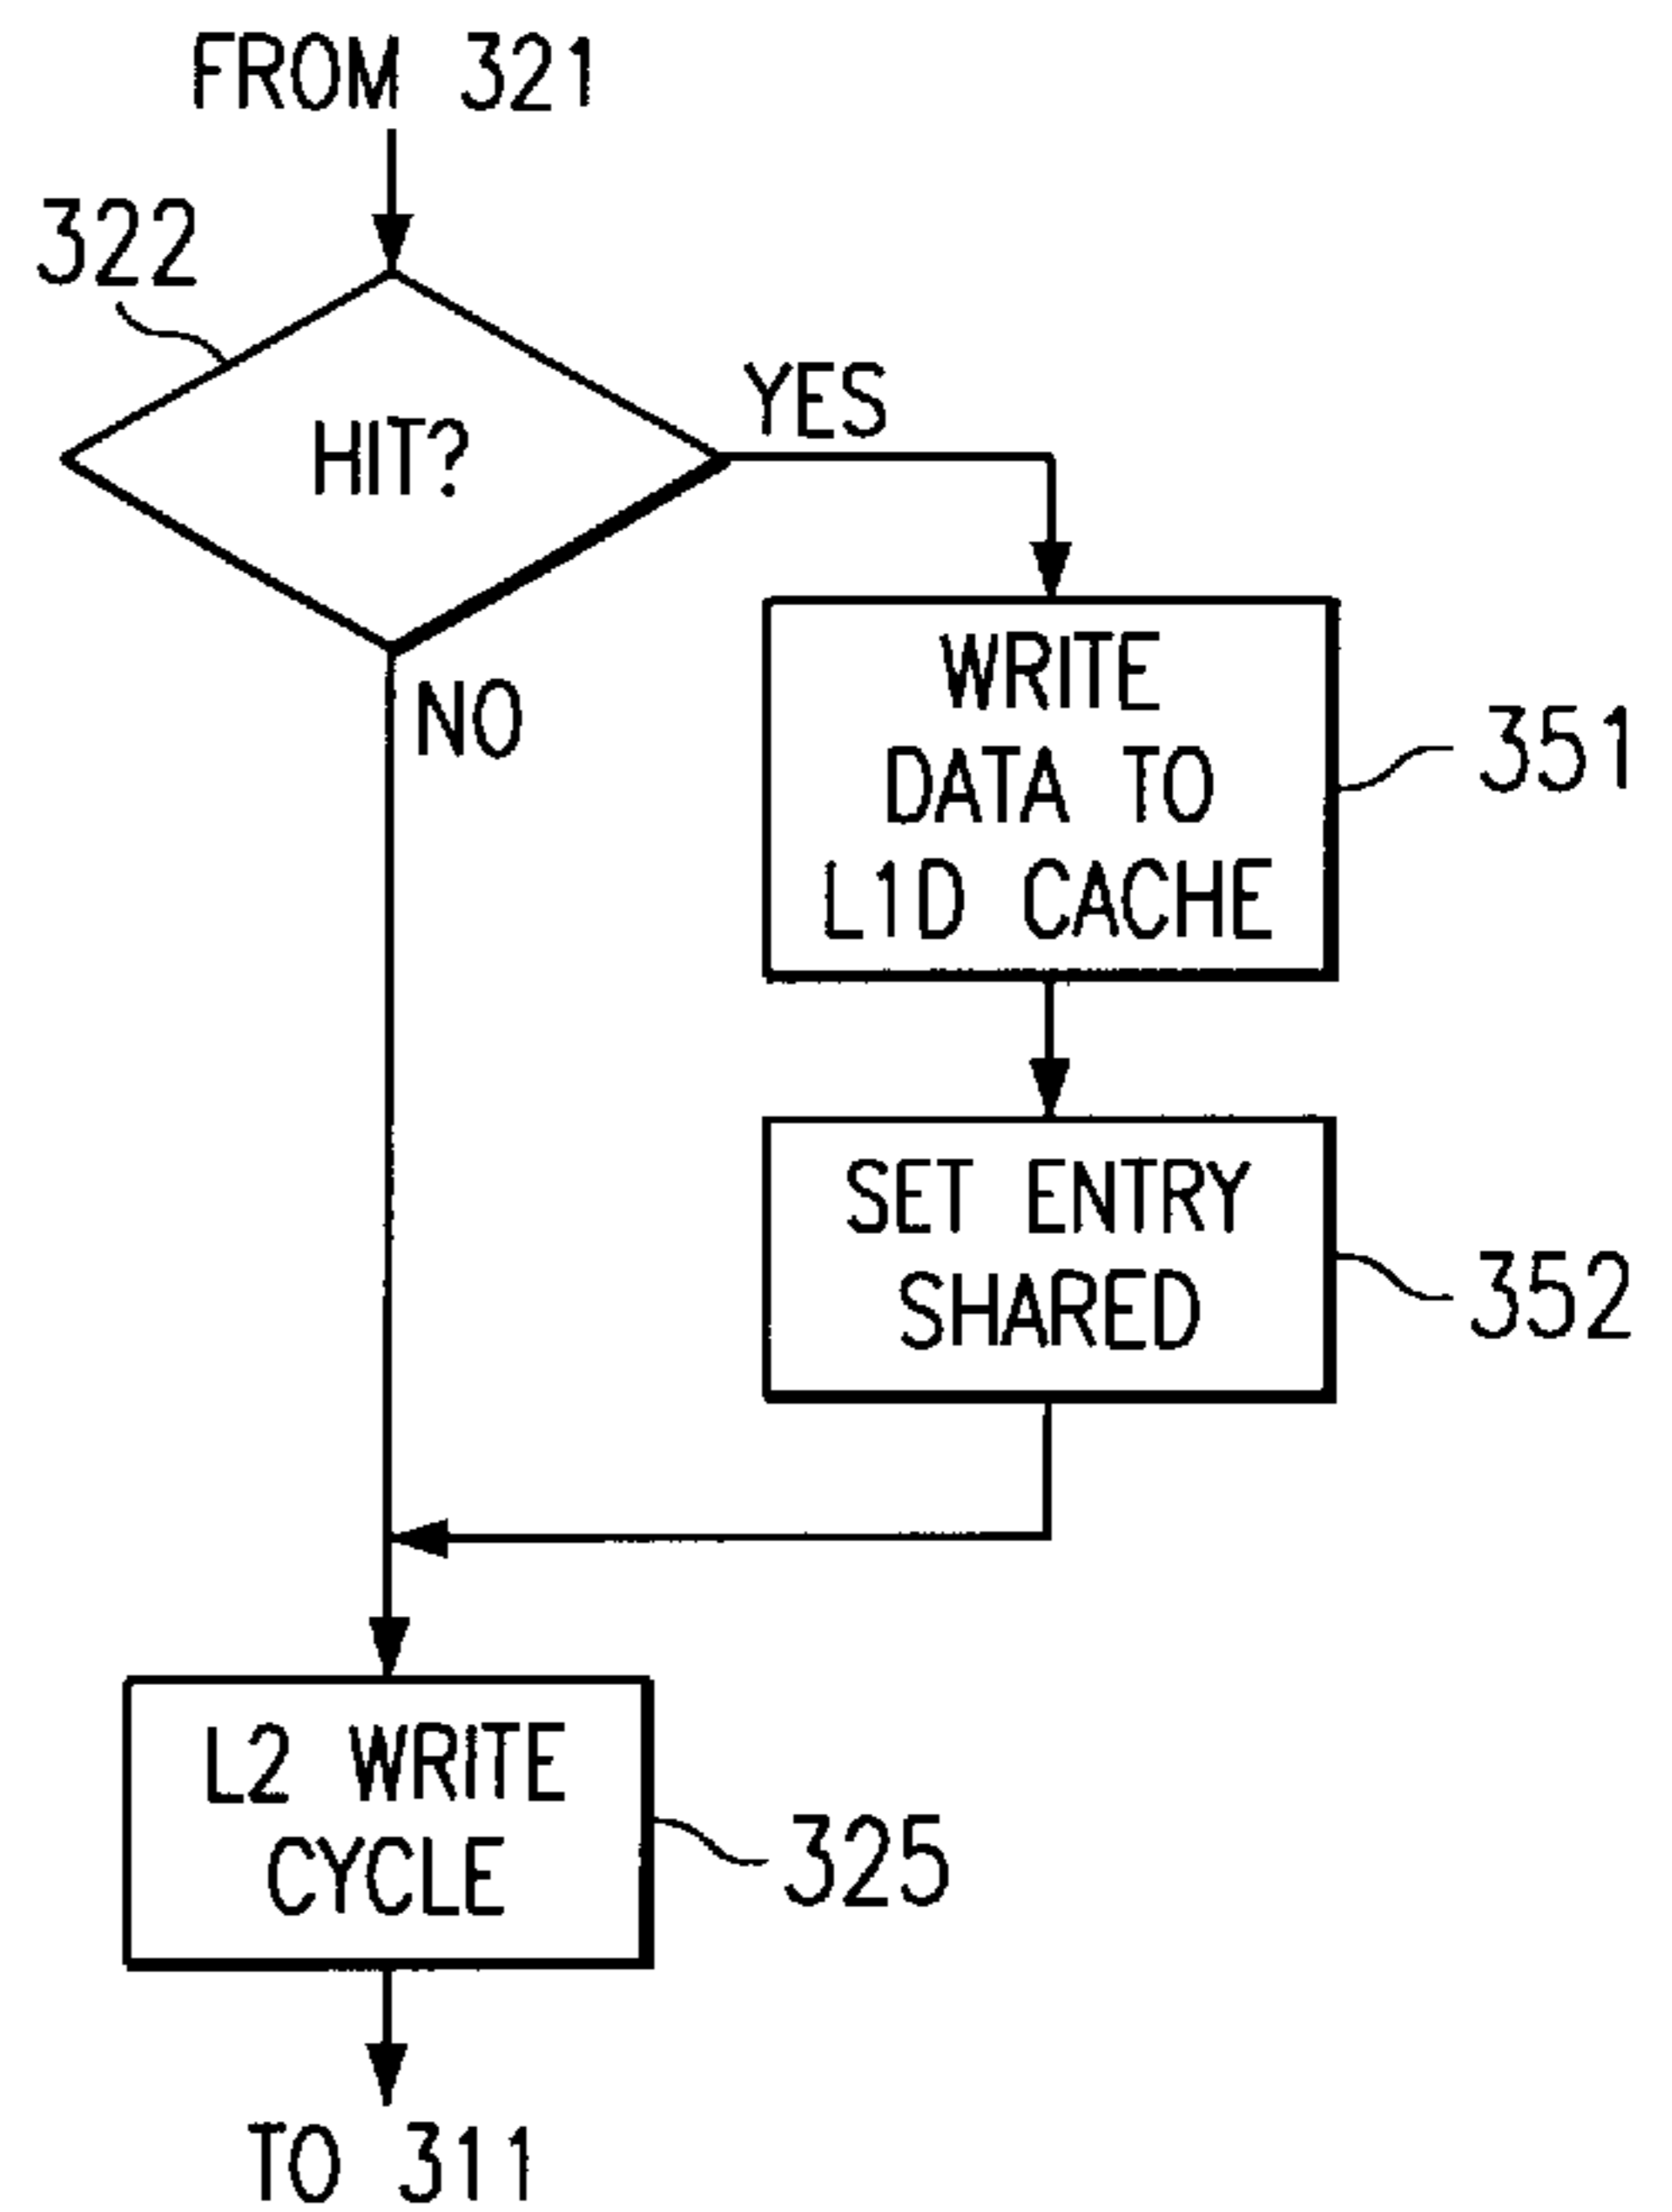 FROM 321
322
HIT?
YES
NO
WRITE
DATA TO
L1D CACHE
351
SET ENTRY
SHARED
352
L2 WRITE
CYCLE
325
TO 311